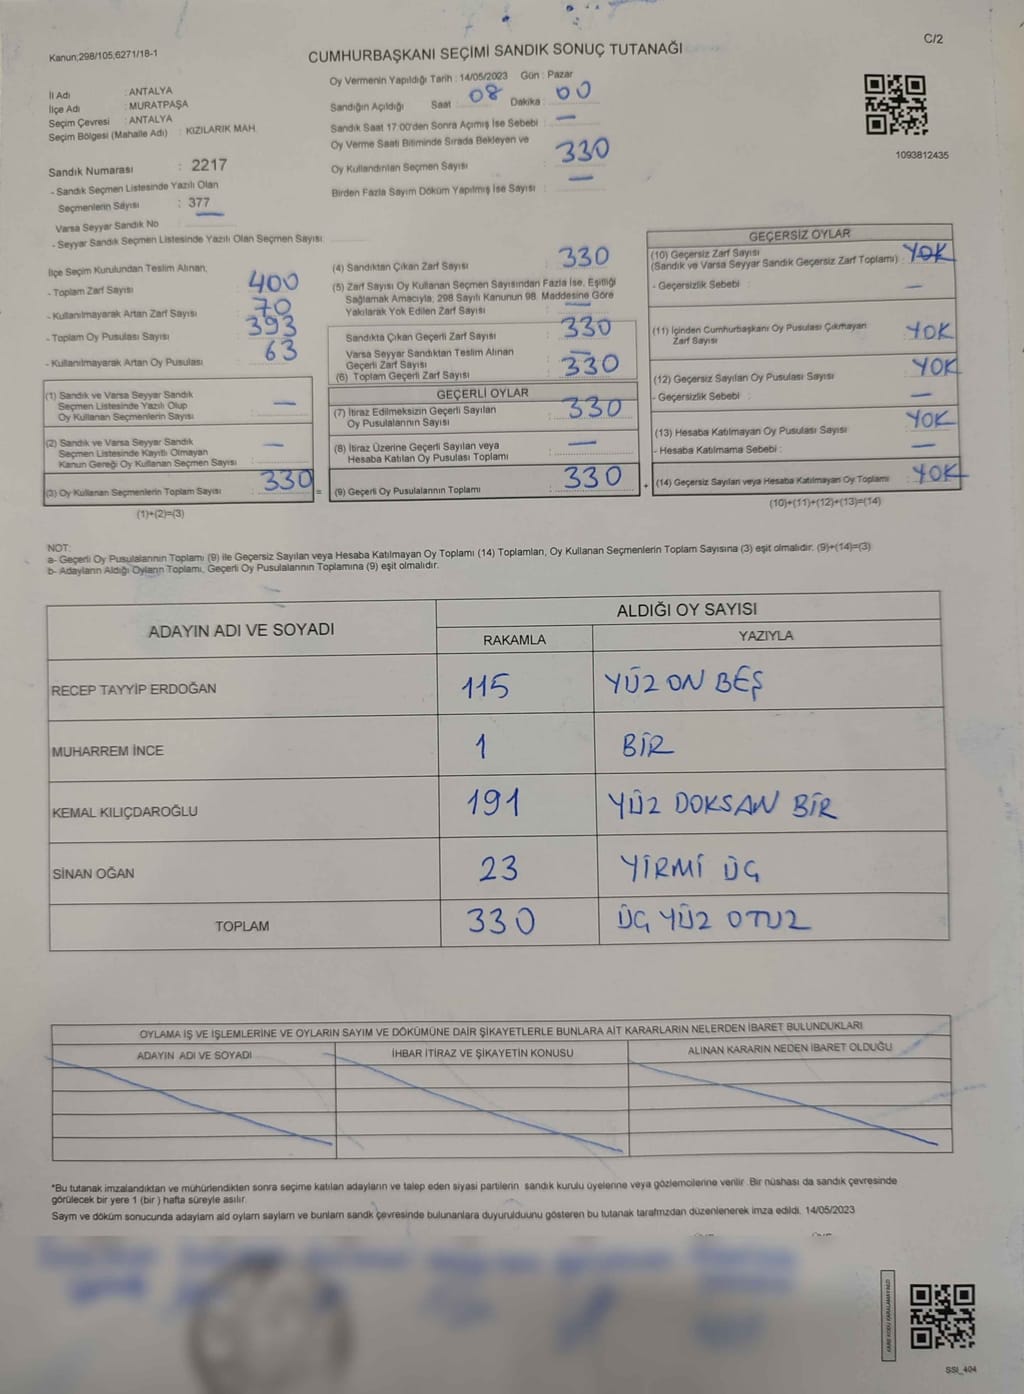 C/2
Kanun;298/105;6271/18-1
CUMHURBAŞKANI SEÇİMİ SANDIK SONUÇ TUTANAĞI
İl Adı : ANTALYA
İlçe Adı : MURATPAŞA
Seçim Çevresi : ANTALYA
Seçim Bölgesi (Mahalle Adı) : KIZILARIK MAH.
Sandık Numarası : 2217
- Sandık Seçmen Listesinde Yazılı Olan
Seçmenlerin Sayısı : 377
Varsa Seyyar Sandık No
- Seyyar Sandık Seçmen Listesinde Yazılı Olan Seçmen Sayısı:
Oy Vermenin Yapıldığı Tarih : 14/05/2023 Gün : Pazar
Sandığın Açıldığı Saat 08 Dakika : 00
Sandık Saat 17:00'den Sonra Açımış İse Sebebi : —
Oy Verme Saati Bitiminde Sırada Bekleyen ve
Oy Kullandırılan Seçmen Sayısı : 330
Birden Fazla Sayım Döküm Yapılmış İse Sayısı : —
1093812435
İlçe Seçim Kurulundan Teslim Alınan;
- Toplam Zarf Sayısı : 400
- Kullanılmayarak Artan Zarf Sayısı : 70
- Toplam Oy Pusulası Sayısı : 393
- Kullanılmayarak Artan Oy Pusulası : 63
(1) Sandık ve Varsa Seyyar Sandık
Seçmen Listesinde Yazılı Olup
Oy Kullanan Seçmenlerin Sayısı : —
(2) Sandık ve Varsa Seyyar Sandık
Seçmen Listesinde Kayıtlı Olmayan
Kanun Gereği Oy Kullanan Seçmen Sayısı : —
(3) Oy Kullanan Seçmenlerin Toplam Sayısı : 330
(1)+(2)=(3)
(4) Sandıktan Çıkan Zarf Sayısı : 330
(5) Zarf Sayısı Oy Kullanan Seçmen Sayısından Fazla İse, Eşitliği
Sağlamak Amacıyla, 298 Sayılı Kanunun 98. Maddesine Göre
Yakılarak Yok Edilen Zarf Sayısı : —
Sandıkta Çıkan Geçerli Zarf Sayısı : 330
Varsa Seyyar Sandıktan Teslim Alınan
Geçerli Zarf Sayısı : —
(6) Toplam Geçerli Zarf Sayısı : 330
GEÇERLİ OYLAR
(7) İtiraz Edilmeksizin Geçerli Sayılan
Oy Pusulalarının Sayısı : 330
(8) İtiraz Üzerine Geçerli Sayılan veya
Hesaba Katılan Oy Pusulası Toplamı : —
(9) Geçerli Oy Pusulalarının Toplamı : 330
GEÇERSİZ OYLAR
(10) Geçersiz Zarf Sayısı
(Sandık ve Varsa Seyyar Sandık Geçersiz Zarf Toplamı) : YOK
- Geçersizlik Sebebi : —
(11) İçinden Cumhurbaşkanı Oy Pusulası Çıkmayan
Zarf Sayısı : YOK
(12) Geçersiz Sayılan Oy Pusulası Sayısı : YOK
- Geçersizlik Sebebi : —
(13) Hesaba Katılmayan Oy Pusulası Sayısı : YOK
- Hesaba Katılmama Sebebi : —
(14) Geçersiz Sayılan veya Hesaba Katılmayan Oy Toplamı : YOK
(10)+(11)+(12)+(13)=(14)
NOT:
a- Geçerli Oy Pusulalarının Toplamı (9) ile Geçersiz Sayılan veya Hesaba Katılmayan Oy Toplamı (14) Toplamları, Oy Kullanan Seçmenlerin Toplam Sayısına (3) eşit olmalıdır. (9)+(14)=(3)
b- Adayların Aldığı Oyların Toplamı, Geçerli Oy Pusulalarının Toplamına (9) eşit olmalıdır.
ADAYIN ADI VE SOYADI
ALDIĞI OY SAYISI
RAKAMLA YAZIYLA
RECEP TAYYİP ERDOĞAN 115 YÜZ ON BEŞ
MUHARREM İNCE 1 BİR
KEMAL KILIÇDAROĞLU 191 YÜZ DOKSAN BİR
SİNAN OĞAN 23 YİRMİ ÜÇ
TOPLAM 330 ÜÇ YÜZ OTUZ
OYLAMA İŞ VE İŞLEMLERİNE VE OYLARIN SAYIM VE DÖKÜMÜNE DAİR ŞİKAYETLERLE BUNLARA AİT KARARLARIN NELERDEN İBARET BULUNDUKLARI
ADAYIN ADI VE SOYADI İHBAR İTİRAZ VE ŞİKAYETİN KONUSU ALINAN KARARIN NEDEN İBARET OLDUĞU
*Bu tutanak imzalandıktan ve mühürlendikten sonra seçime katılan adayların ve talep eden siyasi partilerin sandık kurulu üyelerine veya gözlemcilerine verilir. Bir nüshası da sandık çevresinde
görülecek bir yere 1 (bir ) hafta süreyle asılır.
Saym ve döküm sonucunda adaylarn ald oylarn saylarn ve bunlarn sandk çevresinde bulunanlara duyurulduunu gösteren bu tutanak tarafmzdan düzenlenerek imza edildi. 14/05/2023
KARE KODU KARALAMAYINIZ!
SSI_404